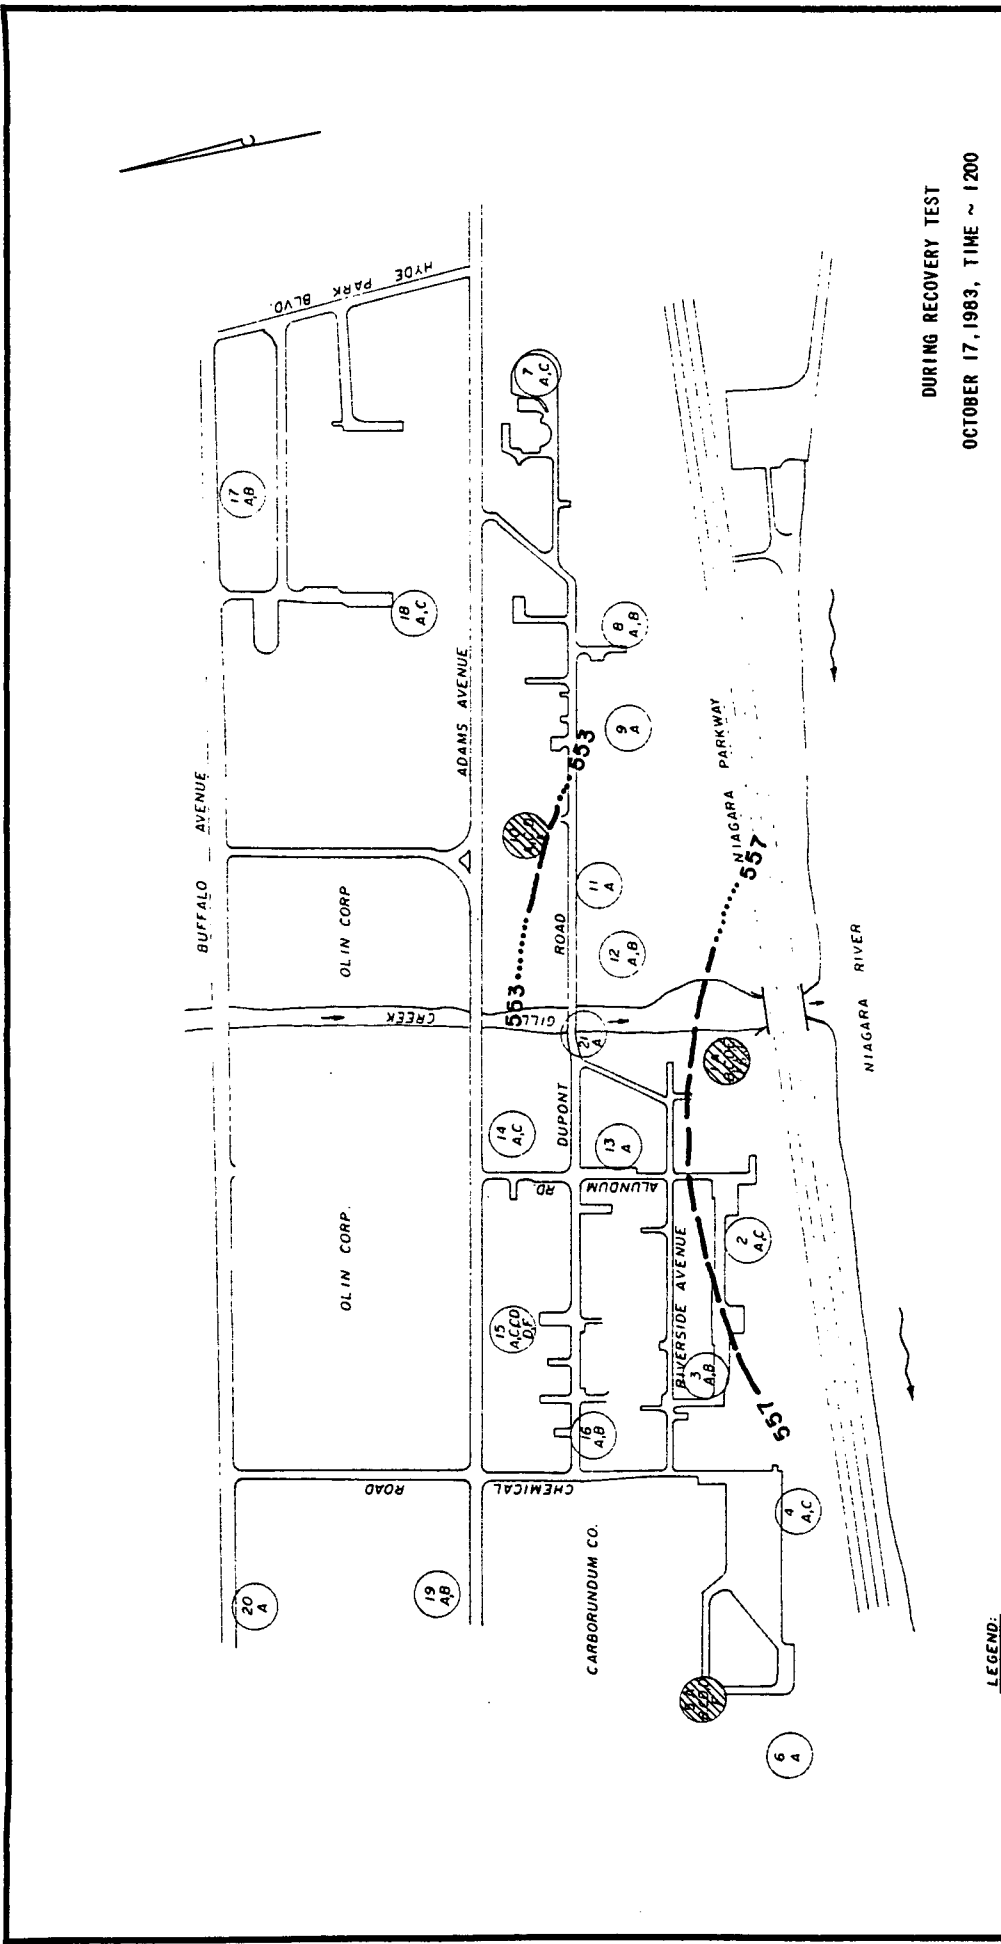 HYDE PARK BLVD.
BUFFALO AVENUE
17
A,B
18
A,C
7
A,C
8
A,B
9
A
ADAMS AVENUE
553
553
11
A
12
A,B
ROAD
NIAGARA PARKWAY
557
OLIN CORP
CREEK
GILL
21
A
NIAGARA RIVER
14
A,C
DUPONT
13
A
ALUNDUM
RD.
OLIN CORP.
15
RIVERSIDE AVENUE
2
A,C
3
A,B
16
A,B
557
CHEMICAL
ROAD
4
A,C
20
A
19
A,B
CARBORUNDUM CO.
6
A
DURING RECOVERY TEST
OCTOBER 17, 1983, TIME ~ 1200
LEGEND: